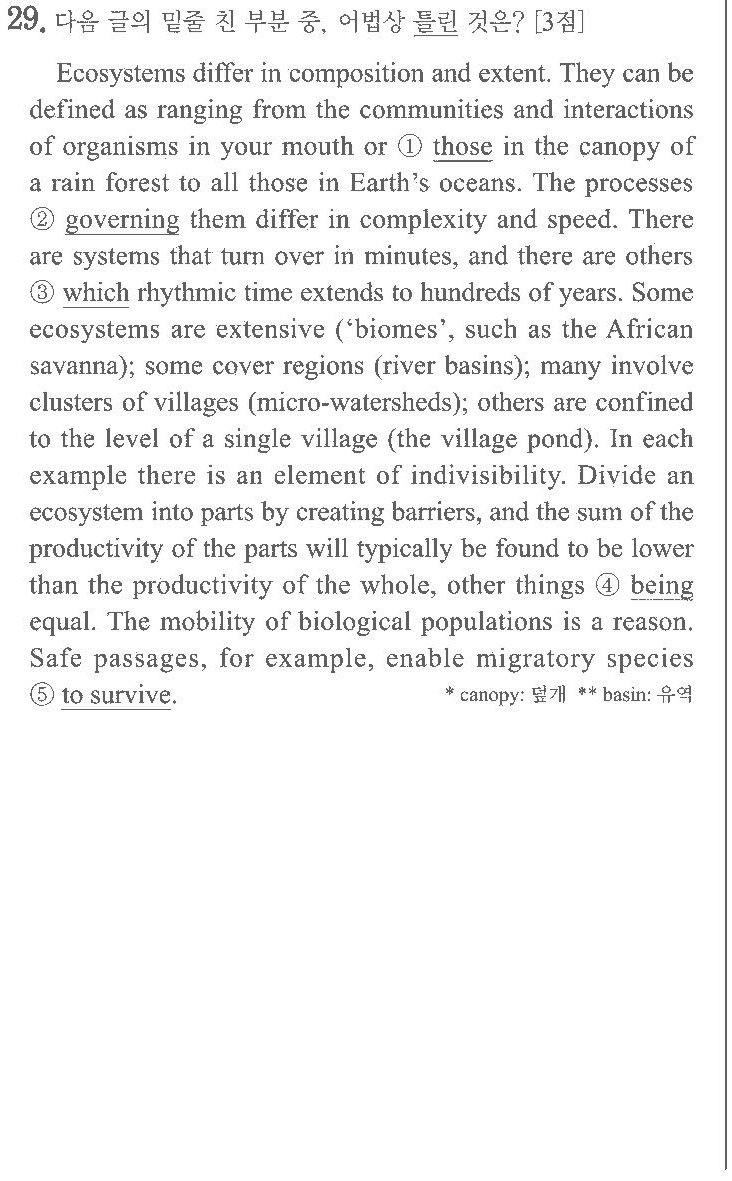 29. 다음 글의 밑줄 친 부분 중, 어법상 틀린 것은? [3점]
Ecosystems differ in composition and extent. They can be
defined as ranging from the communities and interactions
of organisms in your mouth or ① those in the canopy of
a rain forest to all those in Earth's oceans. The processes
② governing them differ in complexity and speed. There
are systems that turn over in minutes, and there are others
③ which rhythmic time extends to hundreds of years. Some
ecosystems are extensive ('biomes', such as the African
savanna); some cover regions (river basins); many involve
clusters of villages (micro-watersheds); others are confined
to the level of a single village (the village pond). In each
example there is an element of indivisibility. Divide an
ecosystem into parts by creating barriers, and the sum of the
productivity of the parts will typically be found to be lower
than the productivity of the whole, other things ④ being
equal. The mobility of biological populations is a reason.
Safe passages, for example, enable migratory species
⑤ to survive. * canopy: 덮개 ** basin: 유역